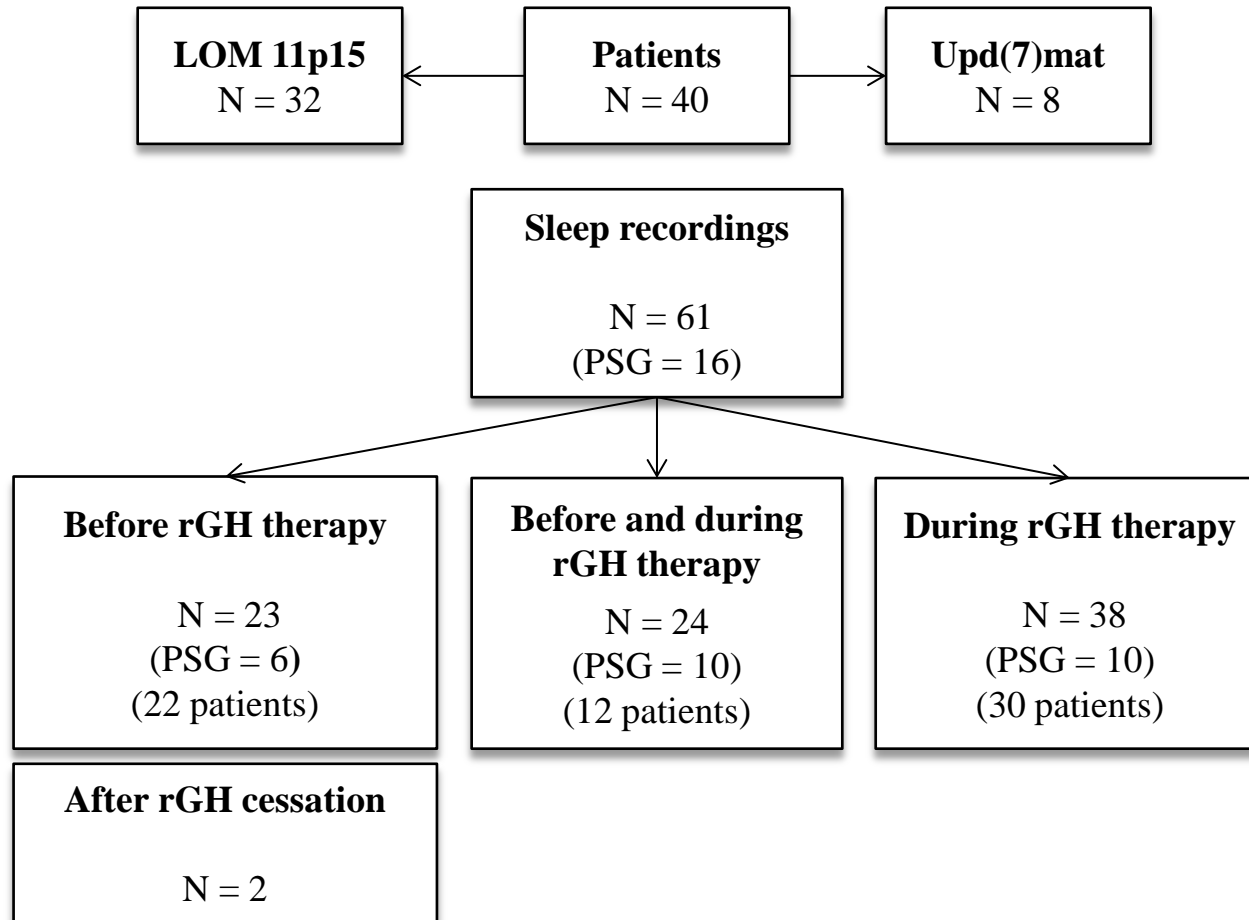 LOM 11p15
N = 32
Patients
N = 40
Upd(7)mat
N = 8
Sleep recordings
N = 61
(PSG = 16)
Before rGH therapy
N = 23
(PSG = 6)
(22 patients)
Before and during
rGH therapy
N = 24
(PSG = 10)
(12 patients)
During rGH therapy
N = 38
(PSG = 10)
(30 patients)
After rGH cessation
N = 2